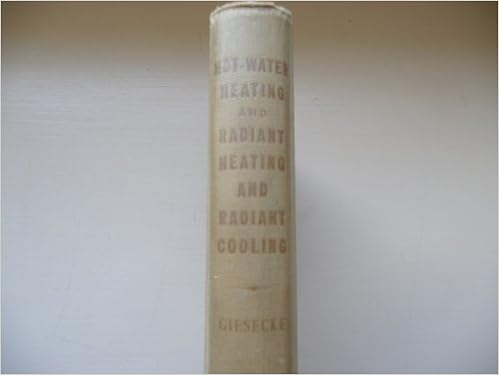 HOT-WATER
HEATING
AND
RADIANT
HEATING
AND
RADIANT
COOLING
GIESECKE